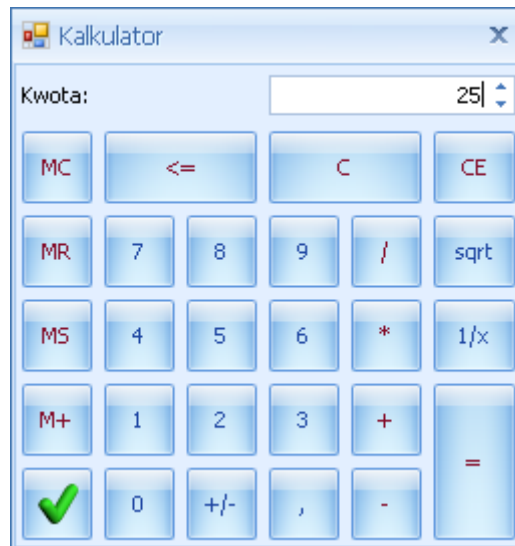 Kalkulator
Kwota: 25
MC <= C CE
MR 7 8 9 / sqrt
MS 4 5 6 * 1/x
M+ 1 2 3 + =
0 +/- , -